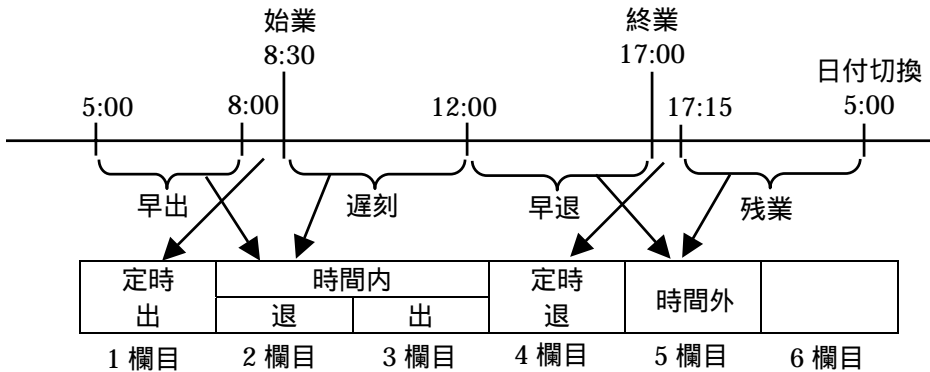 始業
8:30
終業
17:00
日付切換
5:00
8:00
12:00
17:15
5:00
早出
遅刻
早退
残業
定時
出
時間内
退
出
定時
退
時間外
1 欄目
2 欄目
3 欄目
4 欄目
5 欄目
6 欄目